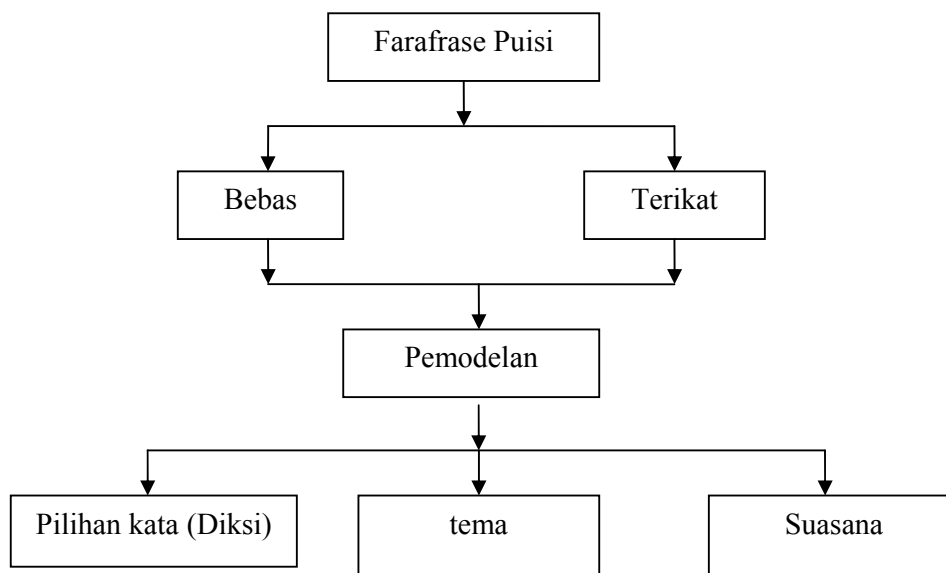 Farafrase Puisi
Bebas
Terikat
Pemodelan
Pilihan kata (Diksi)
tema
Suasana